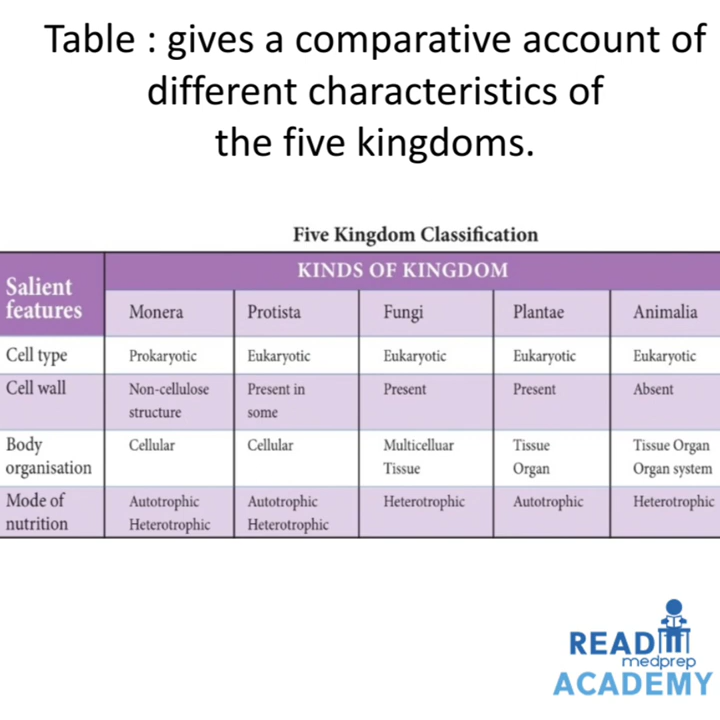 Table : gives a comparative account of
different characteristics of
the five kingdoms.
Five Kingdom Classification
Salient features
KINDS OF KINGDOM
Monera Protista Fungi Plantae Animalia
Cell type Prokaryotic Eukaryotic Eukaryotic Eukaryotic Eukaryotic
Cell wall Non-cellulose Present in Present Present Absent
structure some
Body Cellular Cellular Multicelluar Tissue Tissue Organ
organisation Tissue Organ Organ system
Mode of Autotrophic Autotrophic Heterotrophic Autotrophic Heterotrophic
nutrition Heterotrophic Heterotrophic
READ
medprep
ACADEMY